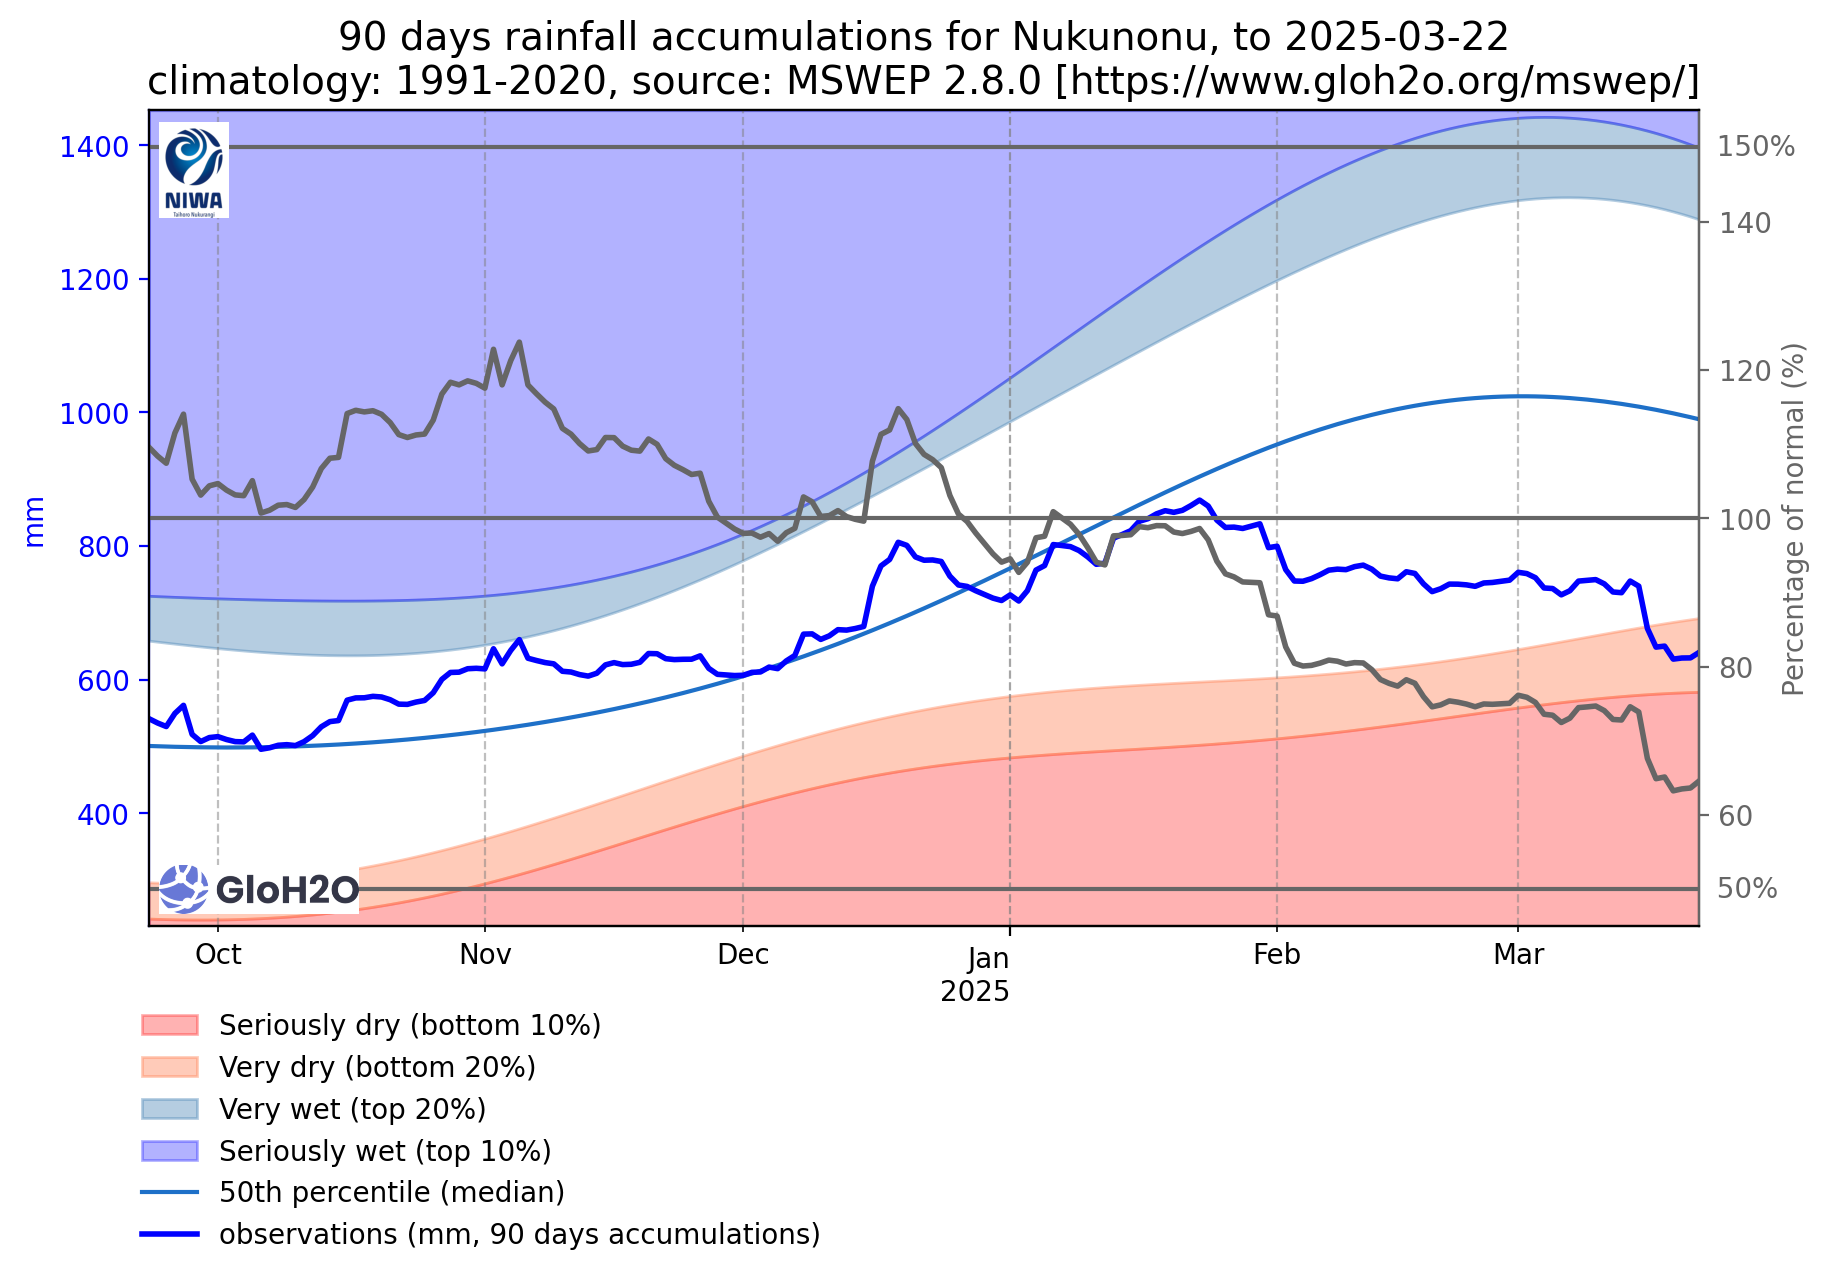 90 days rainfall accumulations for Nukunonu, to 2025-03-22
climatology: 1991-2020, source: MSWEP 2.8.0 [https://www.gloh2o.org/mswep/]
NIWA
Taihoro Nukurangi
1400
1200
1000
800
600
400
mm
150%
140
120
100
80
60
50%
Percentage of normal (%)
GloH2O
Oct
Nov
Dec
Jan
2025
Feb
Mar
Seriously dry (bottom 10%)
Very dry (bottom 20%)
Very wet (top 20%)
Seriously wet (top 10%)
50th percentile (median)
observations (mm, 90 days accumulations)